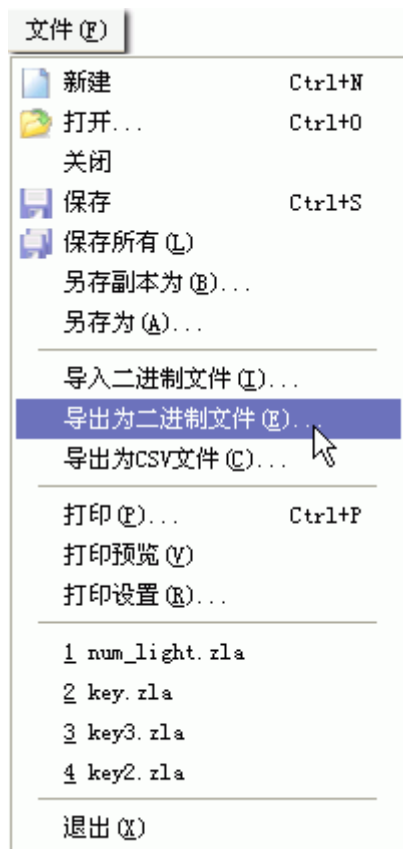 文件(F)
新建 Ctrl+N
打开... Ctrl+O
关闭
保存 Ctrl+S
保存所有(L)
另存副本为(B)...
另存为(A)...
导入二进制文件(I)...
导出为二进制文件(E)...
导出为CSV文件(C)...
打印(P)... Ctrl+P
打印预览(V)
打印设置(R)...
1 num_light.zla
2 key.zla
3 key3.zla
4 key2.zla
退出(X)